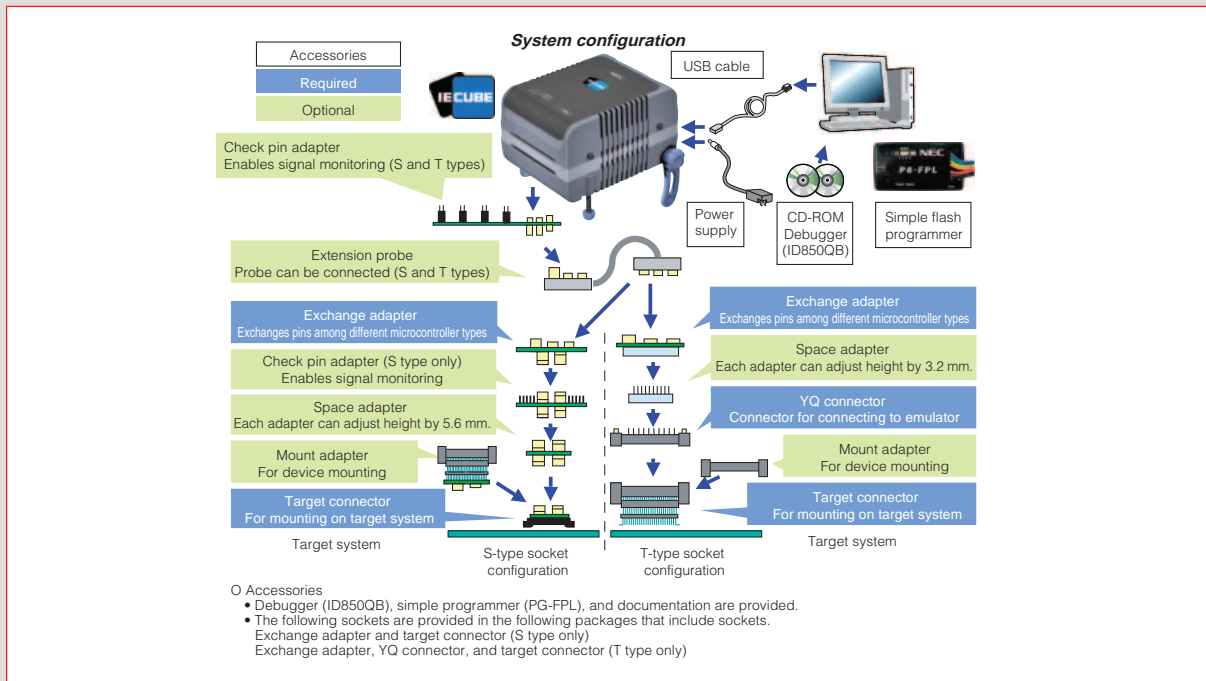 System configuration
Accessories
Required
Optional
IECUBE
NEC
USB cable
Check pin adapter
Enables signal monitoring (S and T types)
NEC
PG-FPL
Power
supply
CD-ROM
Debugger
(ID850QB)
Simple flash
programmer
Extension probe
Probe can be connected (S and T types)
Exchange adapter
Exchanges pins among different microcontroller types
Check pin adapter (S type only)
Enables signal monitoring
Space adapter
Each adapter can adjust height by 5.6 mm.
Mount adapter
For device mounting
Target connector
For mounting on target system
Target system
S-type socket
configuration
Exchange adapter
Exchanges pins among different microcontroller types
Space adapter
Each adapter can adjust height by 3.2 mm.
YQ connector
Connector for connecting to emulator
Mount adapter
For device mounting
Target connector
For mounting on target system
Target system
T-type socket
configuration
O Accessories
• Debugger (ID850QB), simple programmer (PG-FPL), and documentation are provided.
• The following sockets are provided in the following packages that include sockets.
Exchange adapter and target connector (S type only)
Exchange adapter, YQ connector, and target connector (T type only)